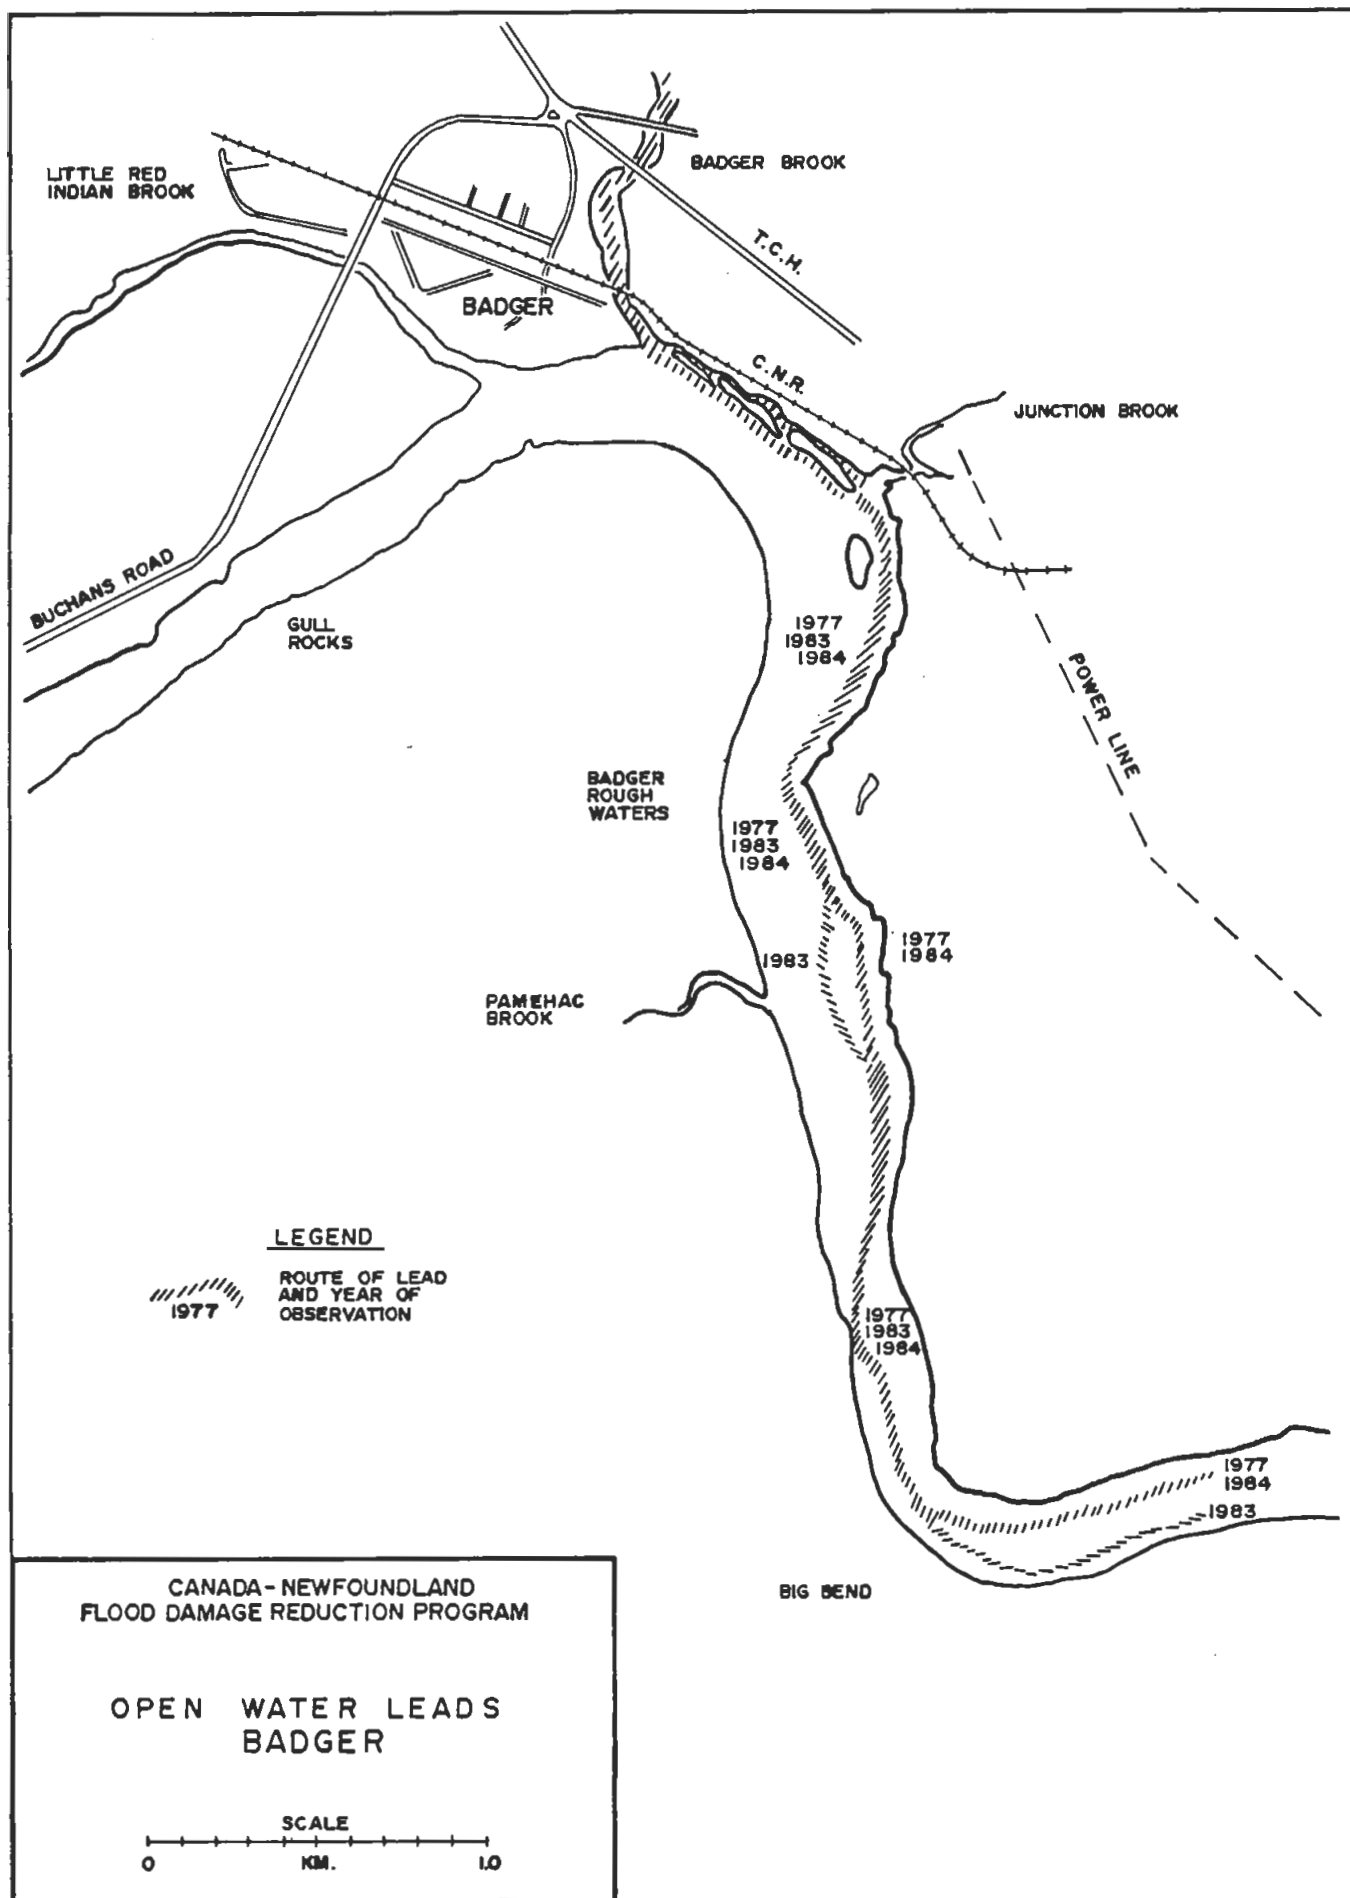 BADGER BROOK
LITTLE RED
INDIAN BROOK
T.C.H.
BADGER
C.N.R.
JUNCTION BROOK
BUCHANS ROAD
GULL
ROCKS
1977
1983
1984
POWER LINE
BADGER
ROUGH
WATERS
1977
1983
1984
1977
1984
1983
PAMEHAC
BROOK
LEGEND
1977
ROUTE OF LEAD
AND YEAR OF
OBSERVATION
1977
1983
1984
1977
1984
1983
BIG BEND
CANADA-NEWFOUNDLAND
FLOOD DAMAGE REDUCTION PROGRAM
OPEN WATER LEADS
BADGER
SCALE
0 KM. 1.0